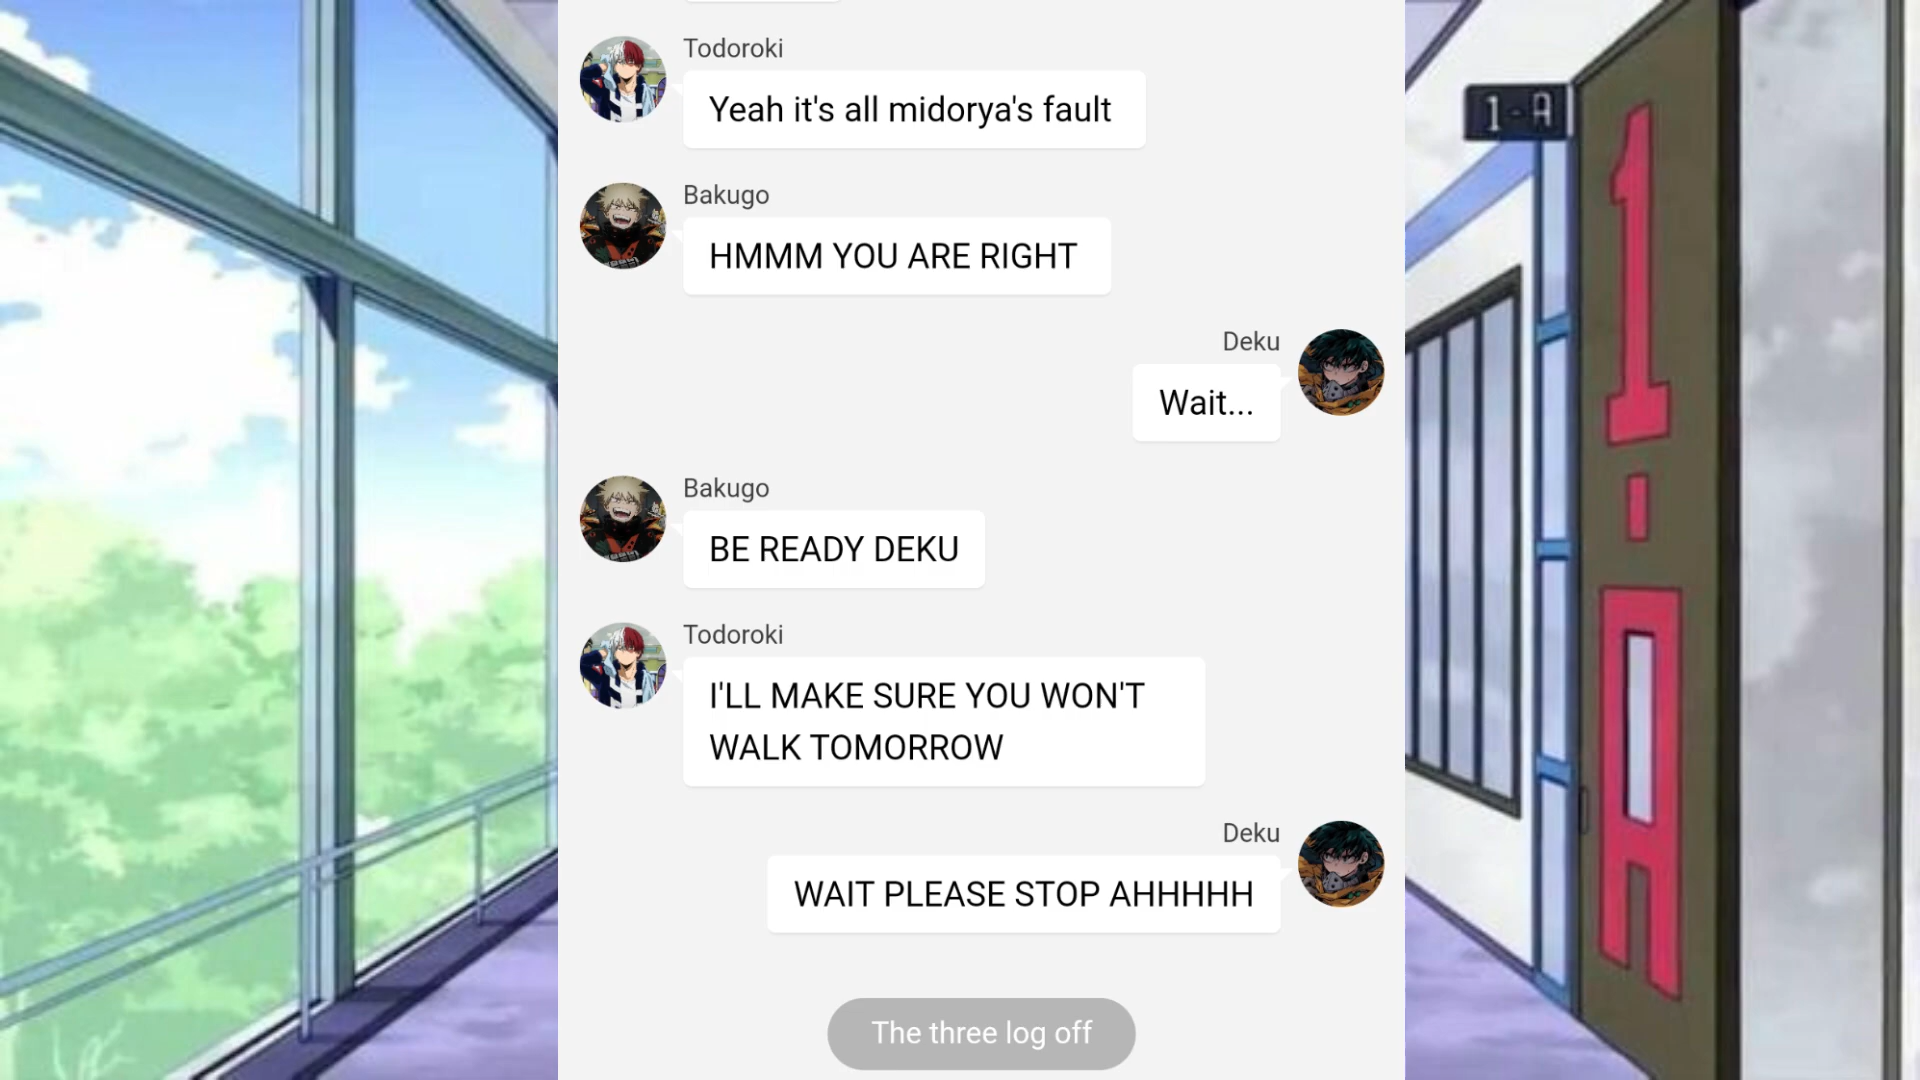 Todoroki
Yeah it's all midorya's fault
Bakugo
HMMM YOU ARE RIGHT
Deku
Wait...
Bakugo
BE READY DEKU
Todoroki
I'LL MAKE SURE YOU WON'T
WALK TOMORROW
Deku
WAIT PLEASE STOP AHHHHH
The three log off
1-A
1-A